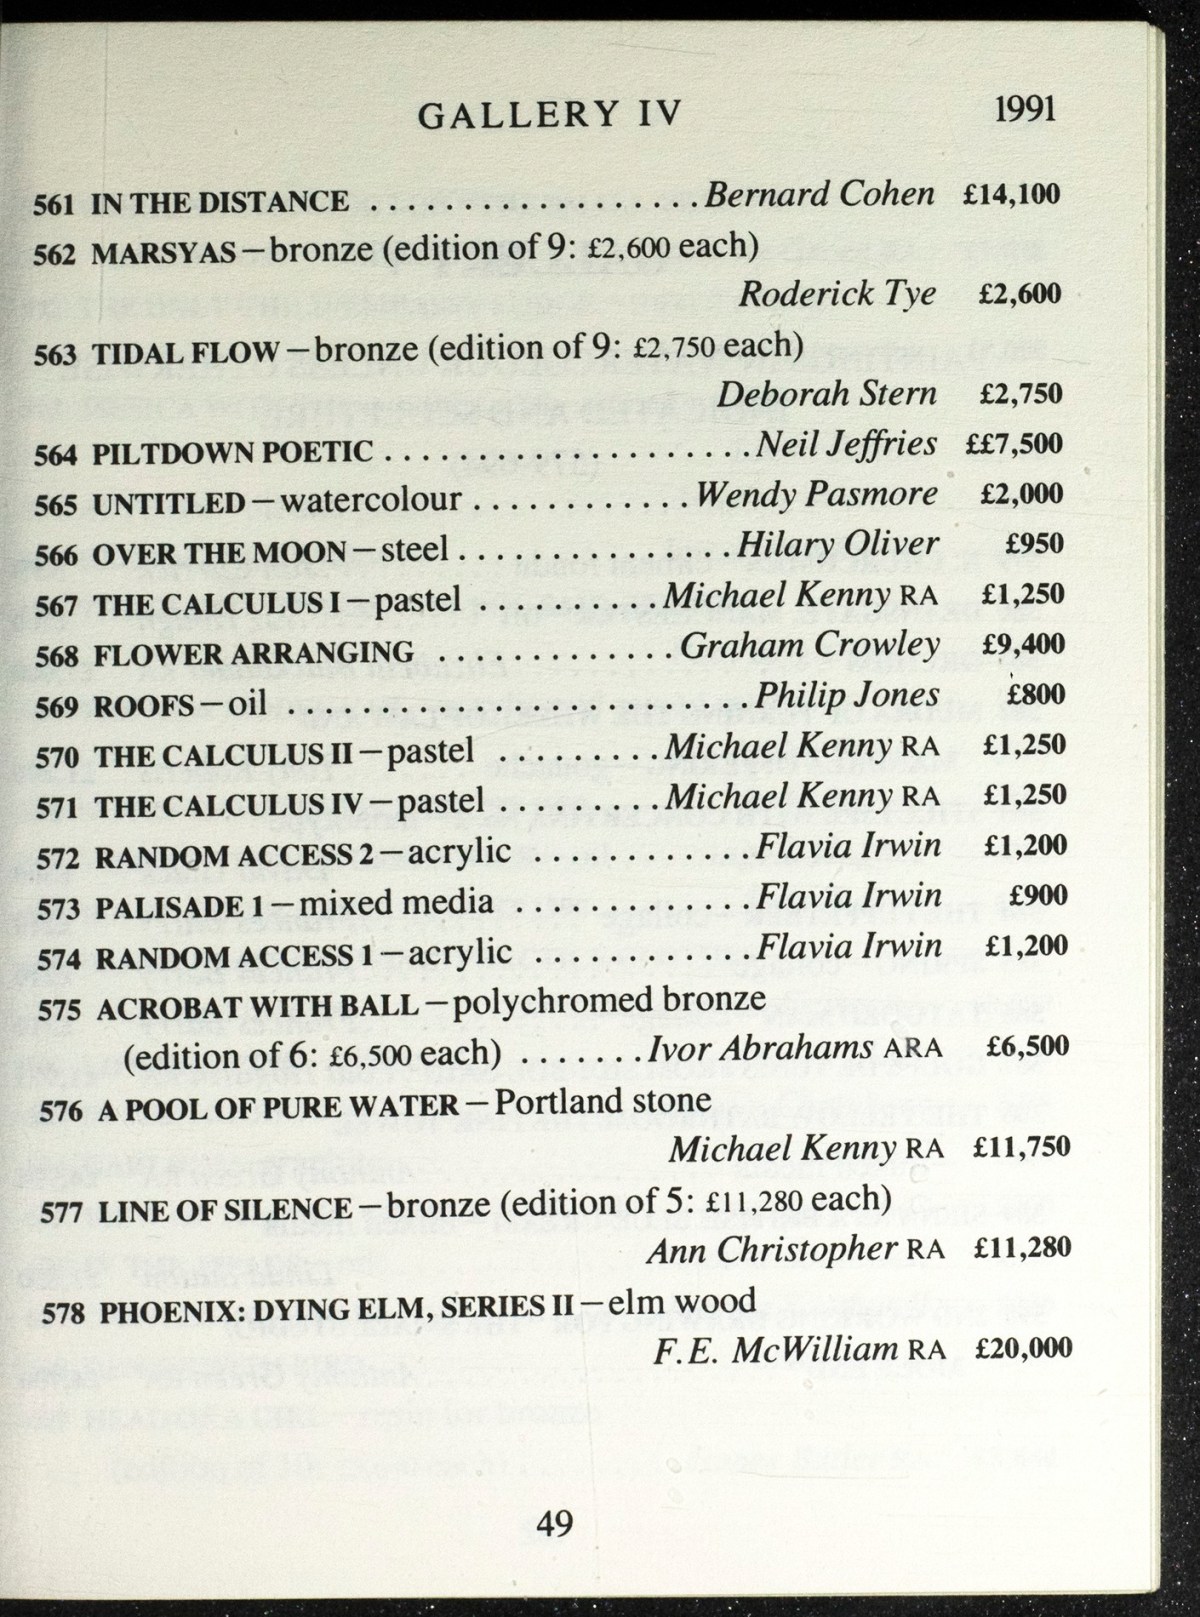 GALLERY IV 1991
561 IN THE DISTANCE .................. Bernard Cohen £14,100
562 MARSYAS—bronze (edition of 9: £2,600 each)
Roderick Tye £2,600
563 TIDAL FLOW—bronze (edition of 9: £2,750 each)
Deborah Stern £2,750
564 PILTDOWN POETIC .................... Neil Jeffries ££7,500
565 UNTITLED—watercolour ............ Wendy Pasmore £2,000
566 OVER THE MOON—steel ............... Hilary Oliver £950
567 THE CALCULUS I—pastel .......... Michael Kenny RA £1,250
568 FLOWER ARRANGING ............. Graham Crowley £9,400
569 ROOFS—oil ......................... Philip Jones £800
570 THE CALCULUS II—pastel ......... Michael Kenny RA £1,250
571 THE CALCULUS IV—pastel ......... Michael Kenny RA £1,250
572 RANDOM ACCESS 2—acrylic ............ Flavia Irwin £1,200
573 PALISADE 1—mixed media ............. Flavia Irwin £900
574 RANDOM ACCESS 1—acrylic ............ Flavia Irwin £1,200
575 ACROBAT WITH BALL—polychromed bronze
(edition of 6: £6,500 each) ....... Ivor Abrahams ARA £6,500
576 A POOL OF PURE WATER—Portland stone
Michael Kenny RA £11,750
577 LINE OF SILENCE—bronze (edition of 5: £11,280 each)
Ann Christopher RA £11,280
578 PHOENIX: DYING ELM, SERIES II—elm wood
F.E. McWilliam RA £20,000
49